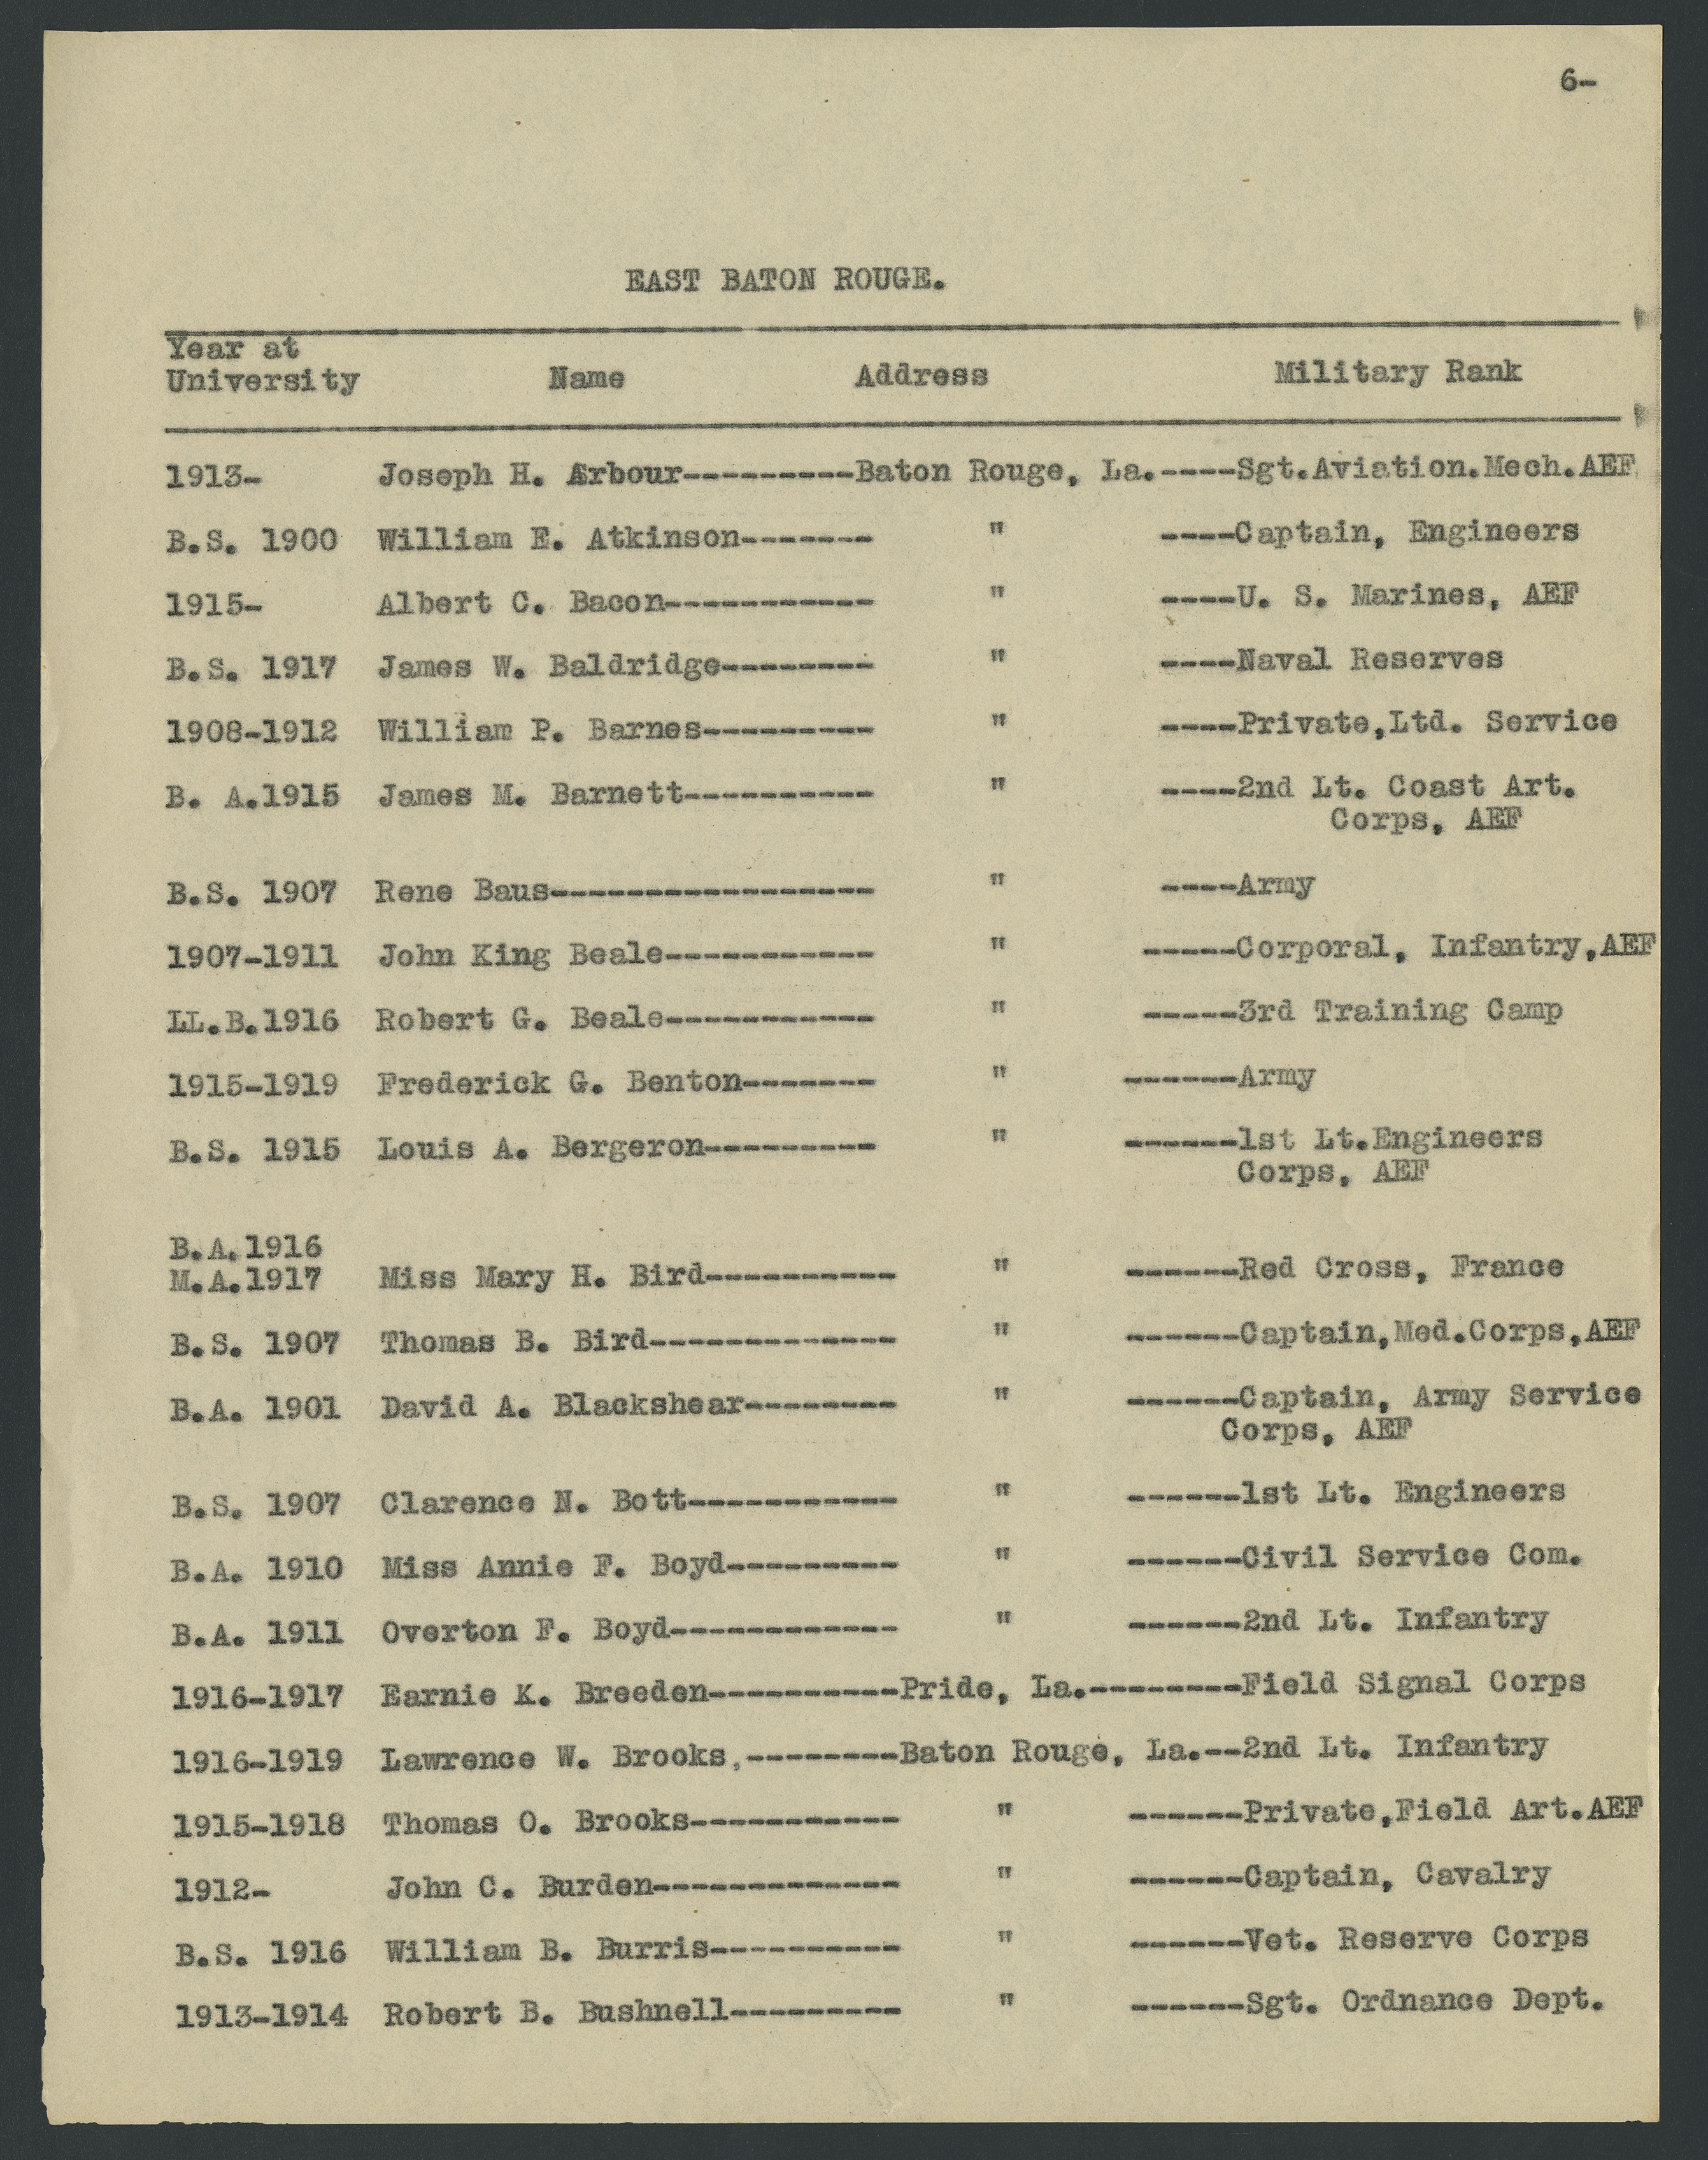 6-
EAST BATON ROUGE.
Year at
University Name Address Military Rank
1913- Joseph H. Arbour---------Baton Rouge, La.----Sgt.Aviation.Mech.AEF
B.S. 1900 William E. Atkinson------- " ----Captain, Engineers
1915- Albert C. Bacon----------- " ----U. S. Marines, AEF
B.S. 1917 James W. Baldridge-------- " ----Naval Reserves
1908-1912 William P. Barnes--------- " ----Private,Ltd. Service
B. A.1915 James M. Barnett---------- " ----2nd Lt. Coast Art.
Corps, AEF
B.S. 1907 Rene Baus----------------- " ----Army
1907-1911 John King Beale----------- " -----Corporal, Infantry,AEF
LL.B.1916 Robert G. Beale----------- " -----3rd Training Camp
1915-1919 Frederick G. Benton------- " ------Army
B.S. 1915 Louis A. Bergeron--------- " ------1st Lt.Engineers
Corps, AEF
B.A.1916
M.A.1917 Miss Mary H. Bird---------- " ------Red Cross, France
B.S. 1907 Thomas B. Bird------------- " ------Captain,Med.Corps,AEF
B.A. 1901 David A. Blackshear-------- " ------Captain, Army Service
Corps, AEF
B.S. 1907 Clarence N. Bott----------- " ------1st Lt. Engineers
B.A. 1910 Miss Annie F. Boyd--------- " ------Civil Service Com.
B.A. 1911 Overton F. Boyd------------ " ------2nd Lt. Infantry
1916-1917 Earnie K. Breeden----------Pride, La.--------Field Signal Corps
1916-1919 Lawrence W. Brooks,--------Baton Rouge, La.--2nd Lt. Infantry
1915-1918 Thomas O. Brooks----------- " ------Private,Field Art.AEF
1912- John C. Burden------------- " ------Captain, Cavalry
B.S. 1916 William B. Burris---------- " ------Vet. Reserve Corps
1913-1914 Robert B. Bushnell--------- " ------Sgt. Ordnance Dept.